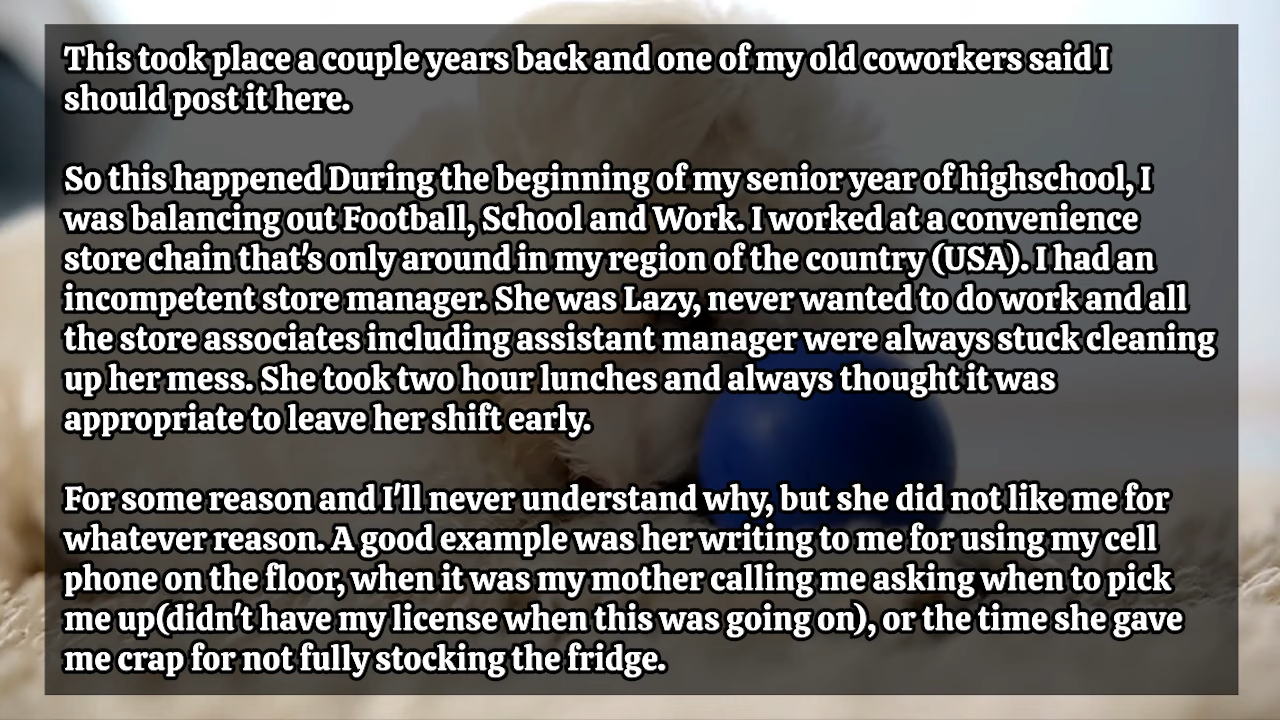 This took place a couple years back and one of my old coworkers said I
should post it here.
So this happened During the beginning of my senior year of highschool, I
was balancing out Football, School and Work. I worked at a convenience
store chain that's only around in my region of the country (USA). I had an
incompetent store manager. She was Lazy, never wanted to do work and all
the store associates including assistant manager were always stuck cleaning
up her mess. She took two hour lunches and always thought it was
appropriate to leave her shift early.
For some reason and I'll never understand why, but she did not like me for
whatever reason. A good example was her writing to me for using my cell
phone on the floor, when it was my mother calling me asking when to pick
me up(didn't have my license when this was going on), or the time she gave
me crap for not fully stocking the fridge.